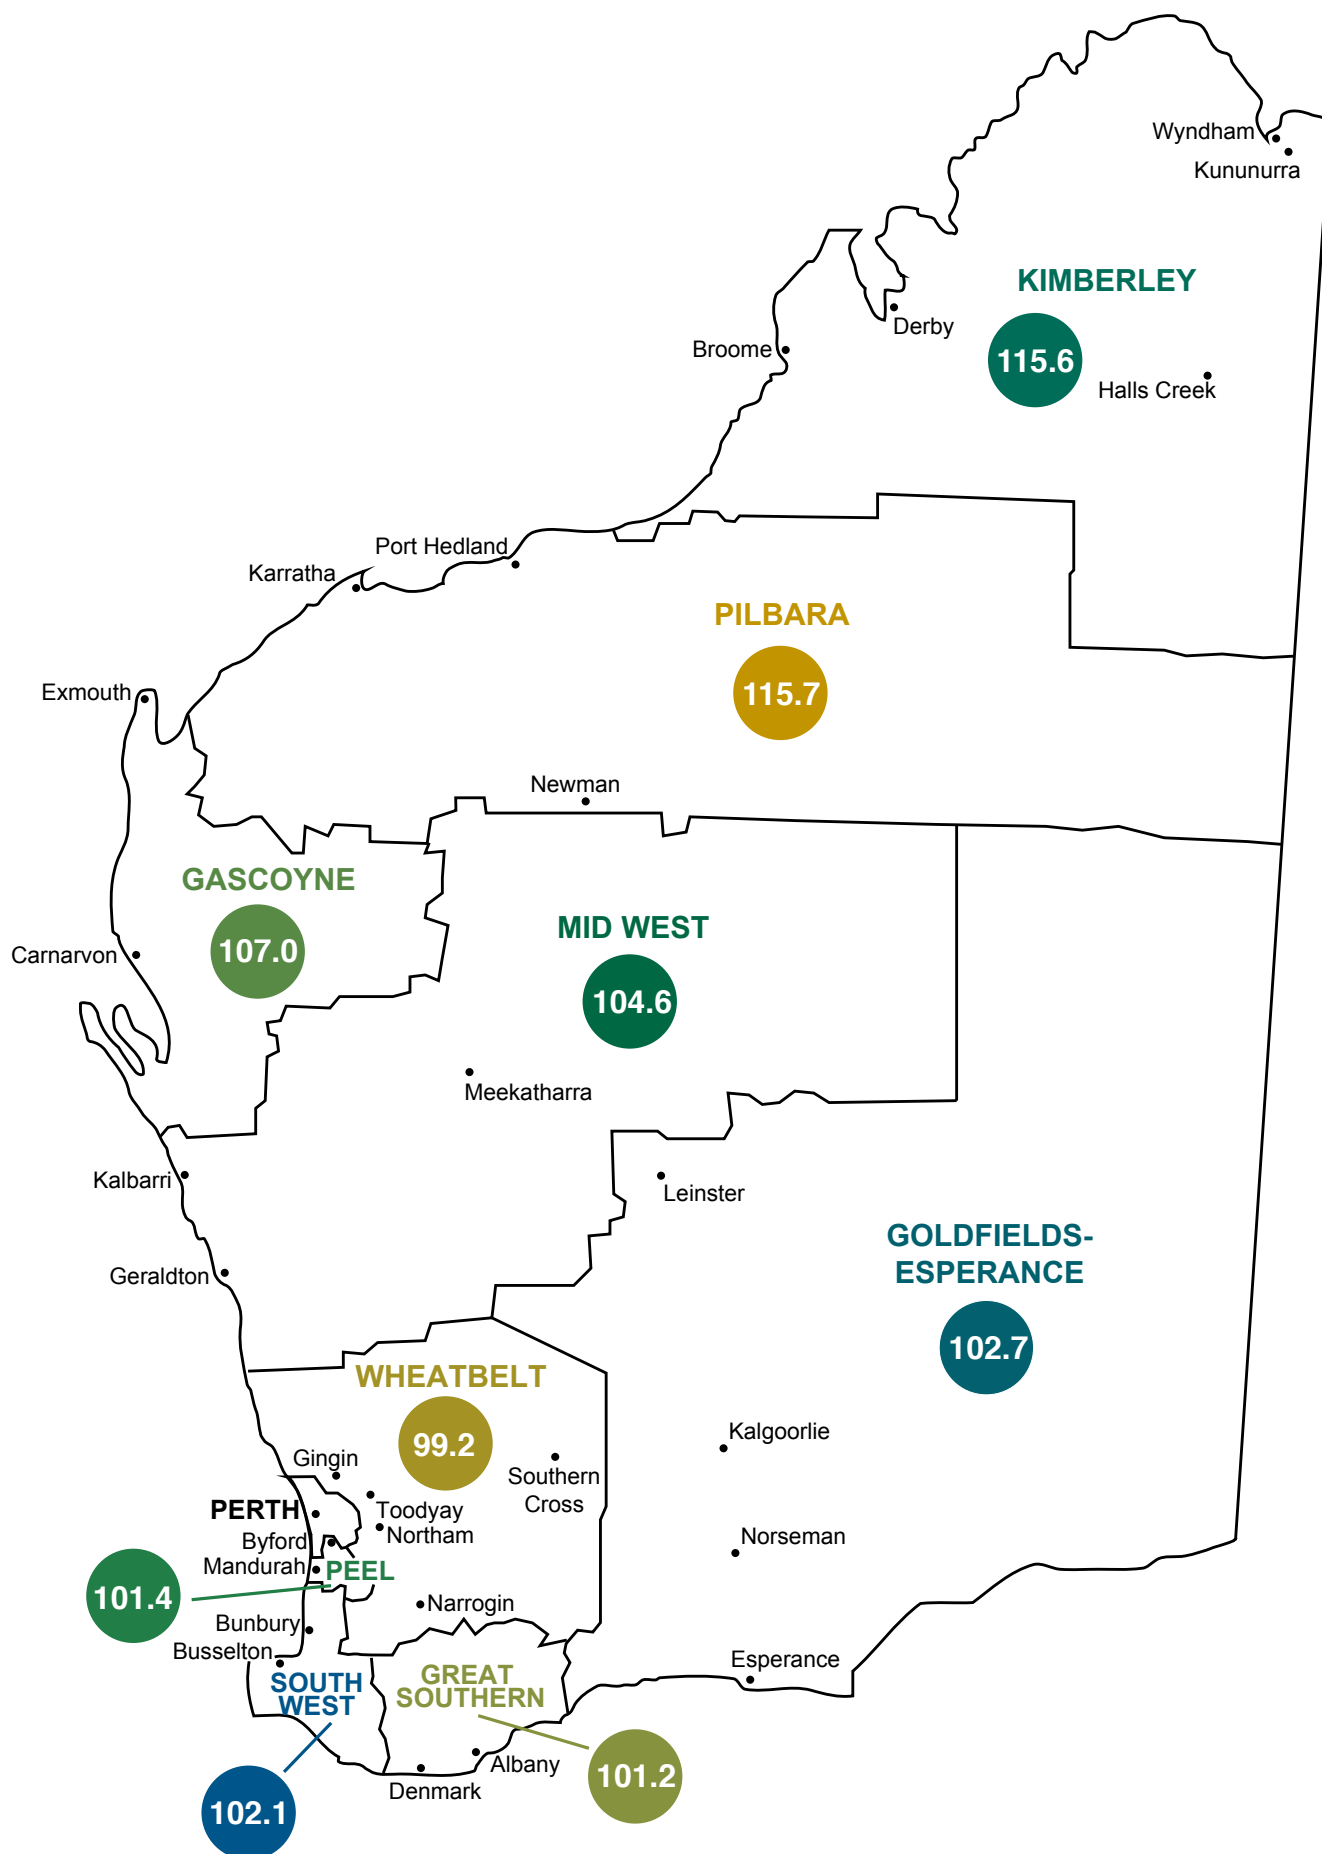 Wyndham
Kununurra
KIMBERLEY
Derby
Broome
115.6
Halls Creek
Port Hedland
Karratha
PILBARA
115.7
Exmouth
Newman
GASCOYNE
107.0
MID WEST
104.6
Carnarvon
Meekatharra
Kalbarri
Leinster
GOLDFIELDS-
ESPERANCE
102.7
Geraldton
WHEATBELT
99.2
Kalgoorlie
Gingin
Southern
Cross
PERTH
Toodyay
Northam
Byford
Mandurah
PEEL
101.4
Norseman
Narrogin
Bunbury
Busselton
SOUTH
WEST
GREAT
SOUTHERN
Esperance
Albany
Denmark
101.2
102.1